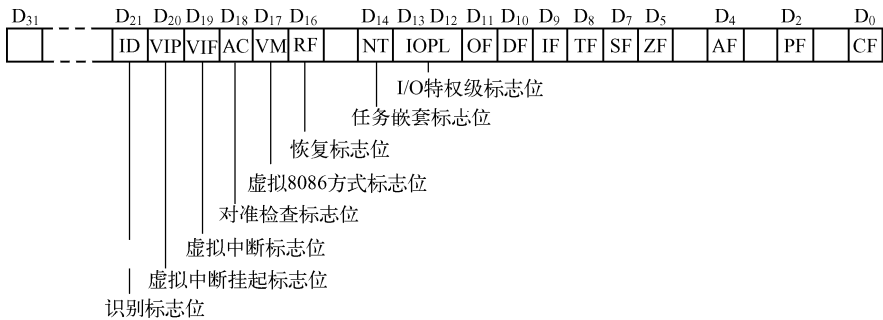 D31 D21 D20 D19 D18 D17 D16 D14 D13 D12 D11 D10 D9 D8 D7 D5 D4 D2 D0
ID VIP VIF AC VM RF NT IOPL OF DF IF TF SF ZF AF PF CF
I/O特权级标志位
任务嵌套标志位
恢复标志位
虚拟8086方式标志位
对准检查标志位
虚拟中断标志位
虚拟中断挂起标志位
识别标志位